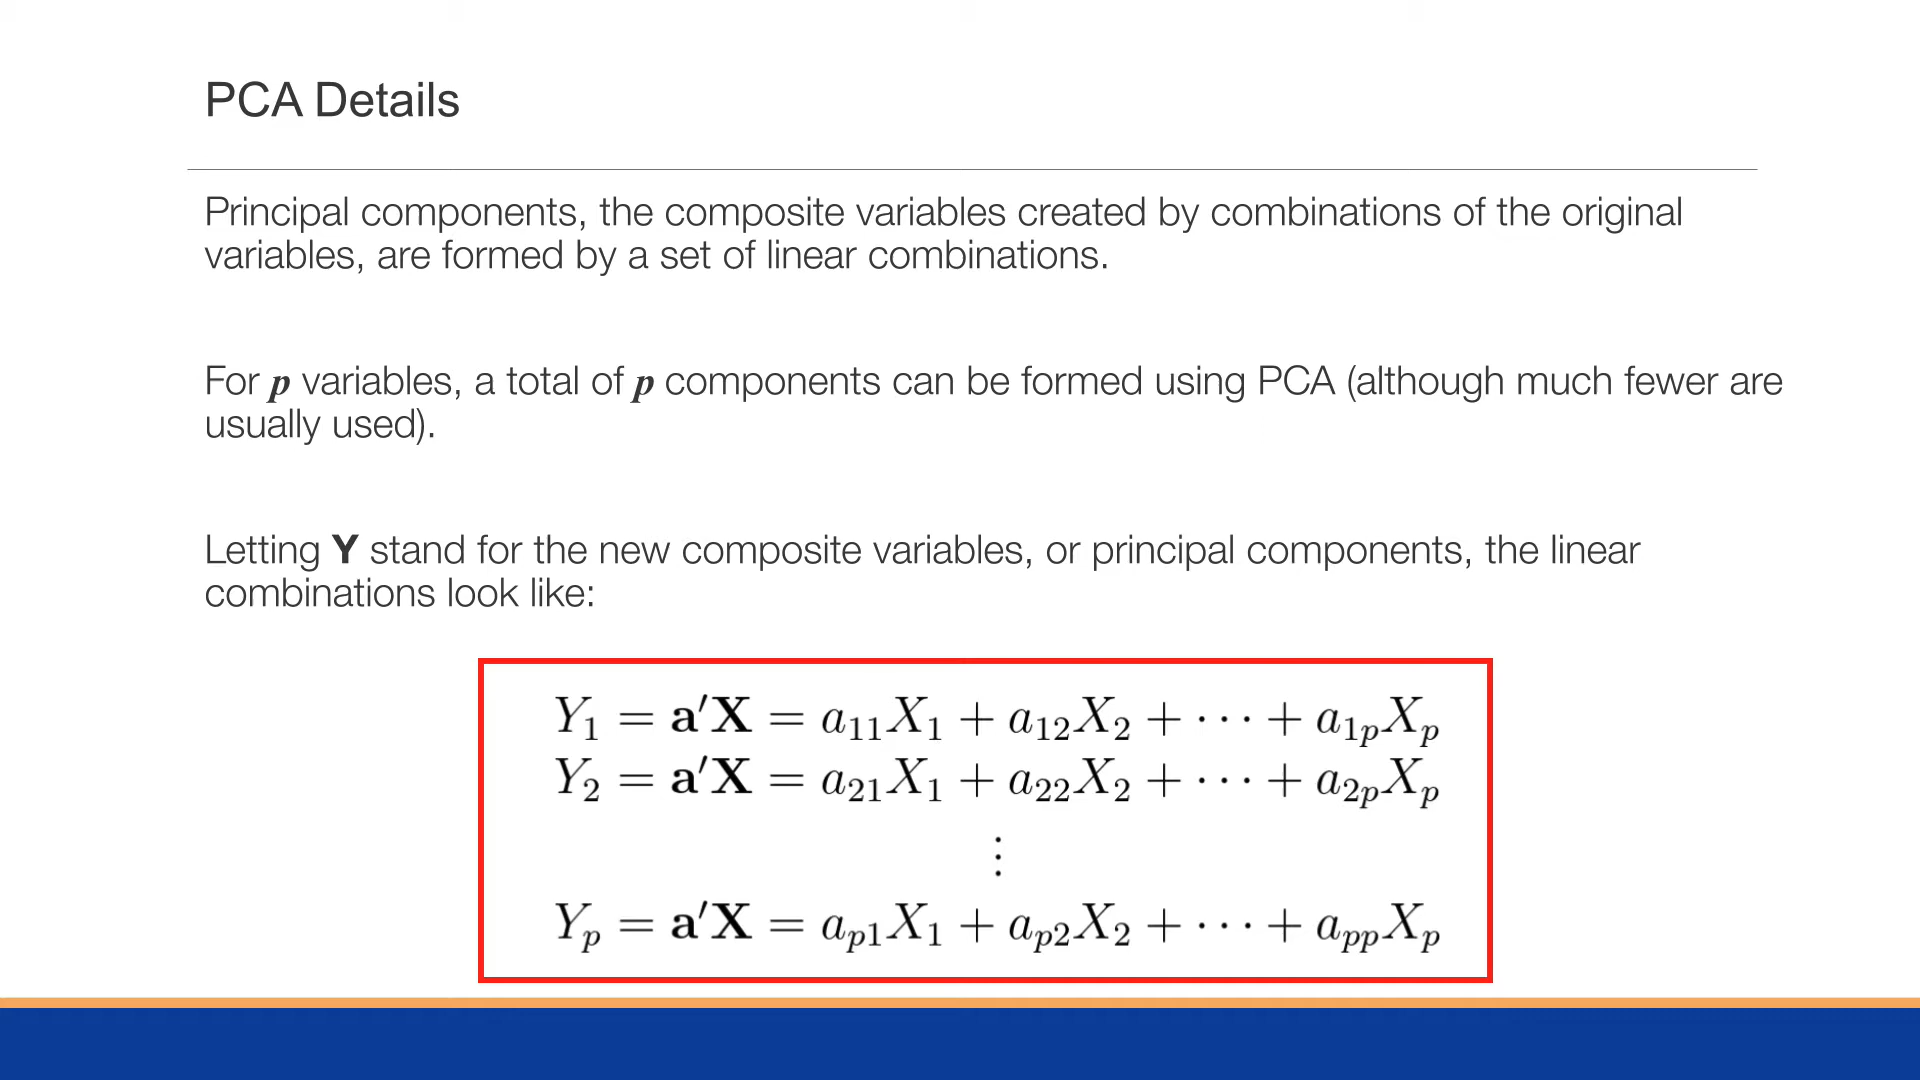 PCA Details
Principal components, the composite variables created by combinations of the original
variables, are formed by a set of linear combinations.
For p variables, a total of p components can be formed using PCA (although much fewer are
usually used).
Letting Y stand for the new composite variables, or principal components, the linear
combinations look like:
Y₁ = a′X = a₁₁X₁ + a₁₂X₂ + ⋯ + a₁ₚXₚ
Y₂ = a′X = a₂₁X₁ + a₂₂X₂ + ⋯ + a₂ₚXₚ
⋮
Yₚ = a′X = aₚ₁X₁ + aₚ₂X₂ + ⋯ + aₚₚXₚ